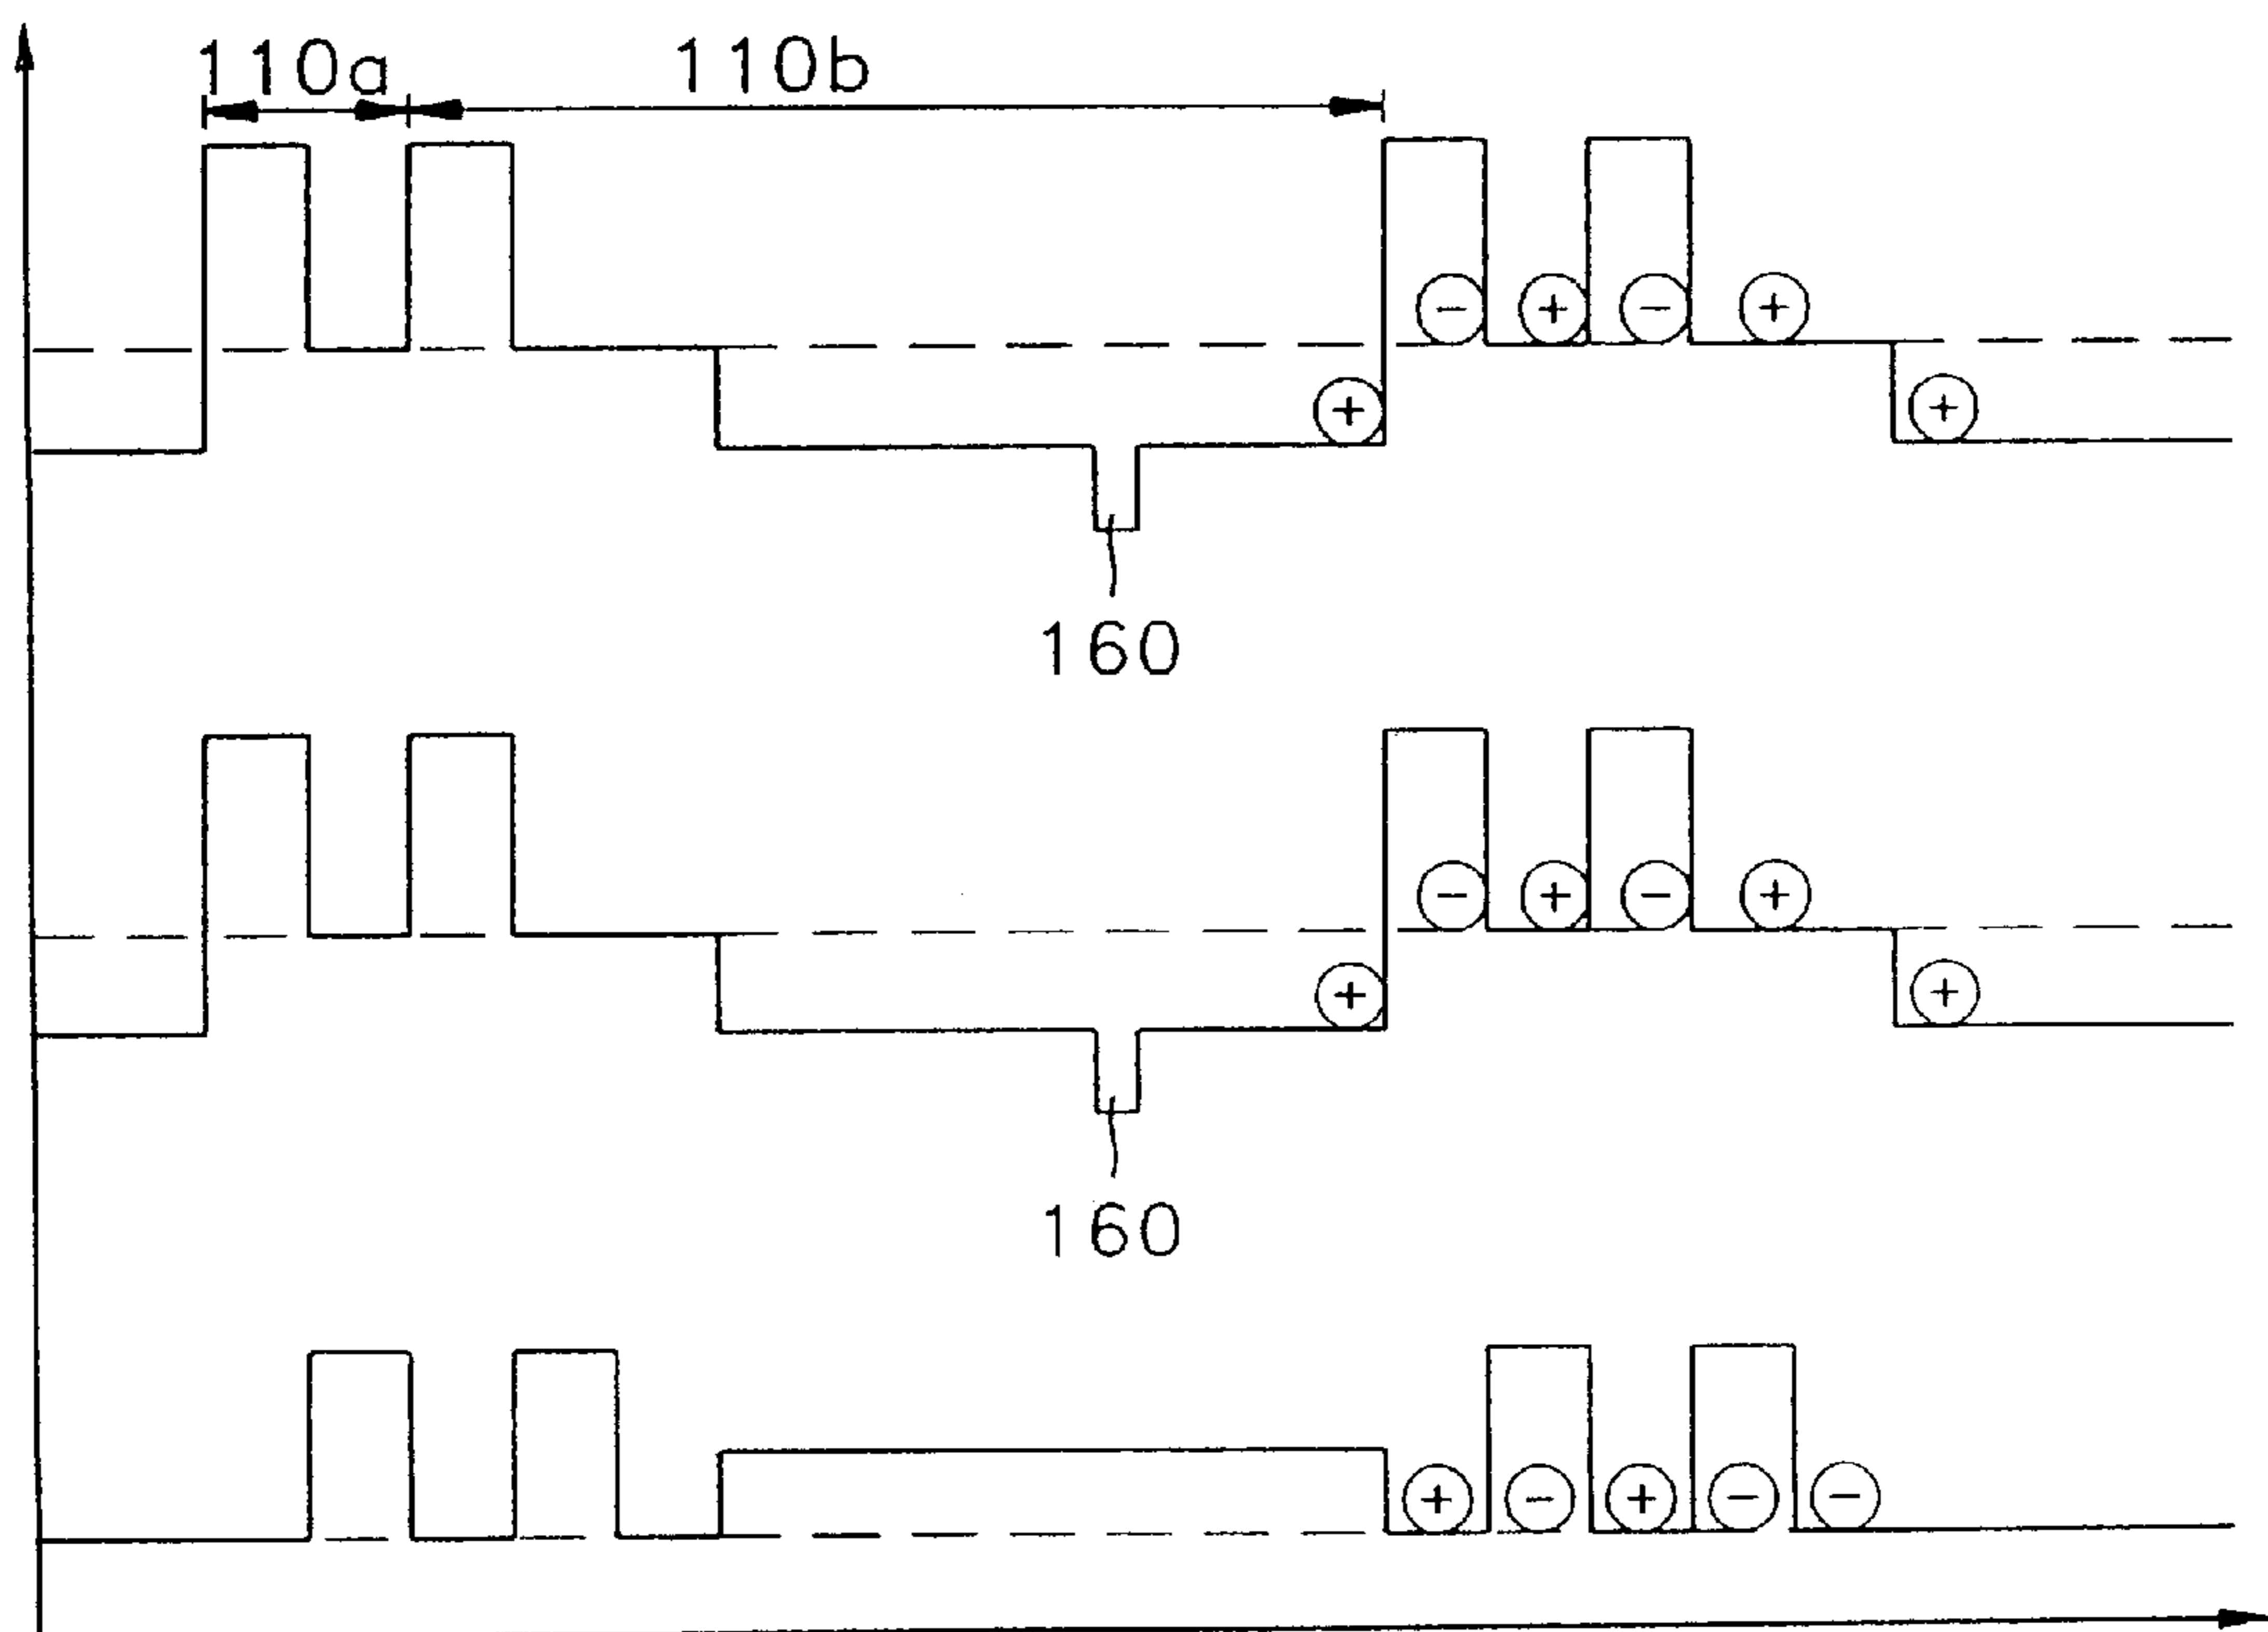 110a 110b
- + - +
+ +
160
- + - +
+ +
160
+ - + - -